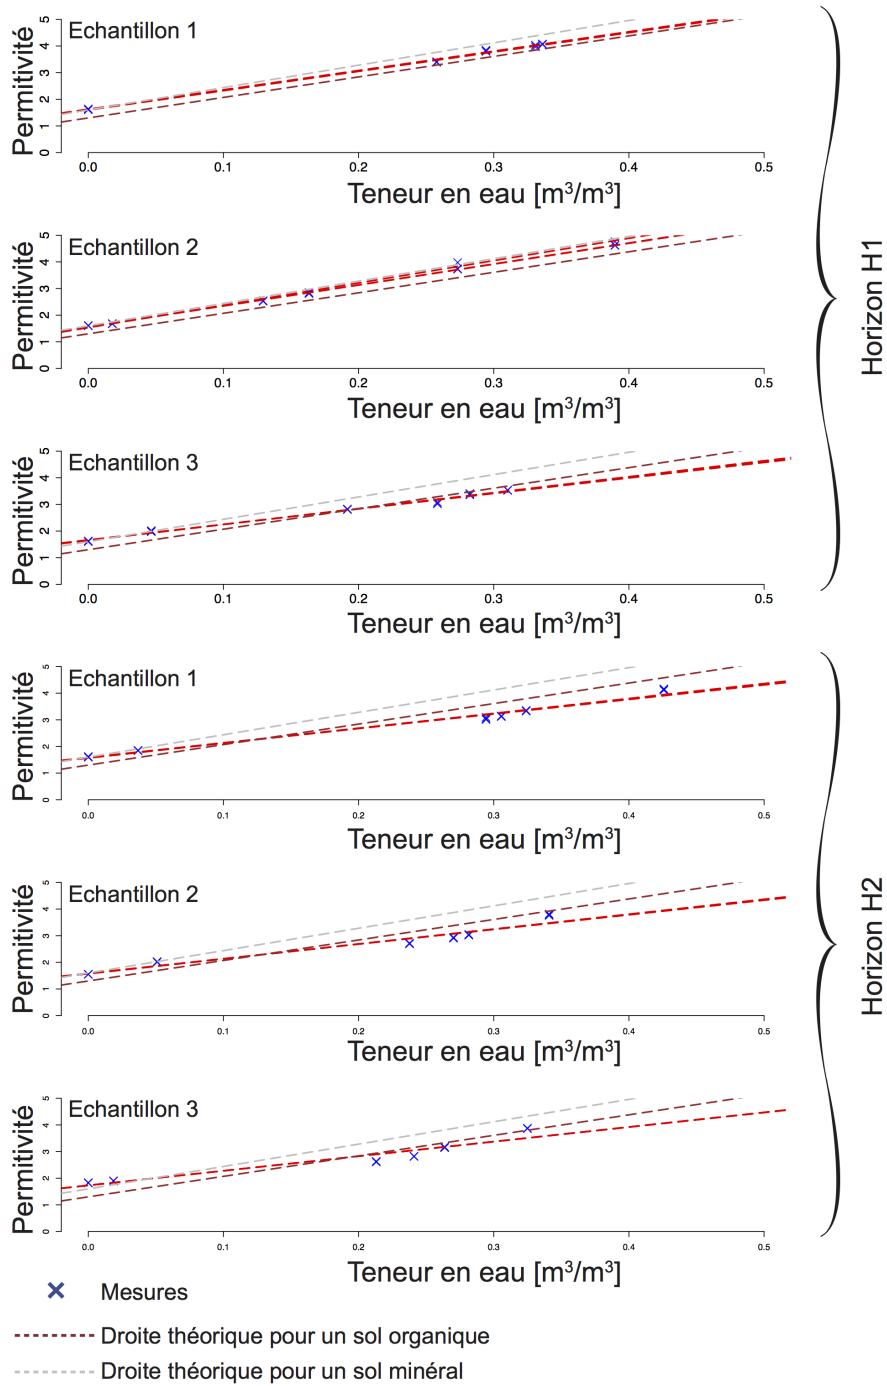 Echantillon 1
Permitivité
5
4
3
2
1
0
0.0 0.1 0.2 0.3 0.4 0.5
Teneur en eau [m³/m³]
Echantillon 2
Permitivité
5
4
3
2
1
0
0.0 0.1 0.2 0.3 0.4 0.5
Teneur en eau [m³/m³]
Echantillon 3
Permitivité
5
4
3
2
1
0
0.0 0.1 0.2 0.3 0.4 0.5
Teneur en eau [m³/m³]
Horizon H1
Echantillon 1
Permitivité
5
4
3
2
1
0
0.0 0.1 0.2 0.3 0.4 0.5
Teneur en eau [m³/m³]
Echantillon 2
Permitivité
5
4
3
2
1
0
0.0 0.1 0.2 0.3 0.4 0.5
Teneur en eau [m³/m³]
Echantillon 3
Permitivité
5
4
3
2
1
0
0.0 0.1 0.2 0.3 0.4 0.5
Teneur en eau [m³/m³]
Horizon H2
Mesures
Droite théorique pour un sol organique
Droite théorique pour un sol minéral